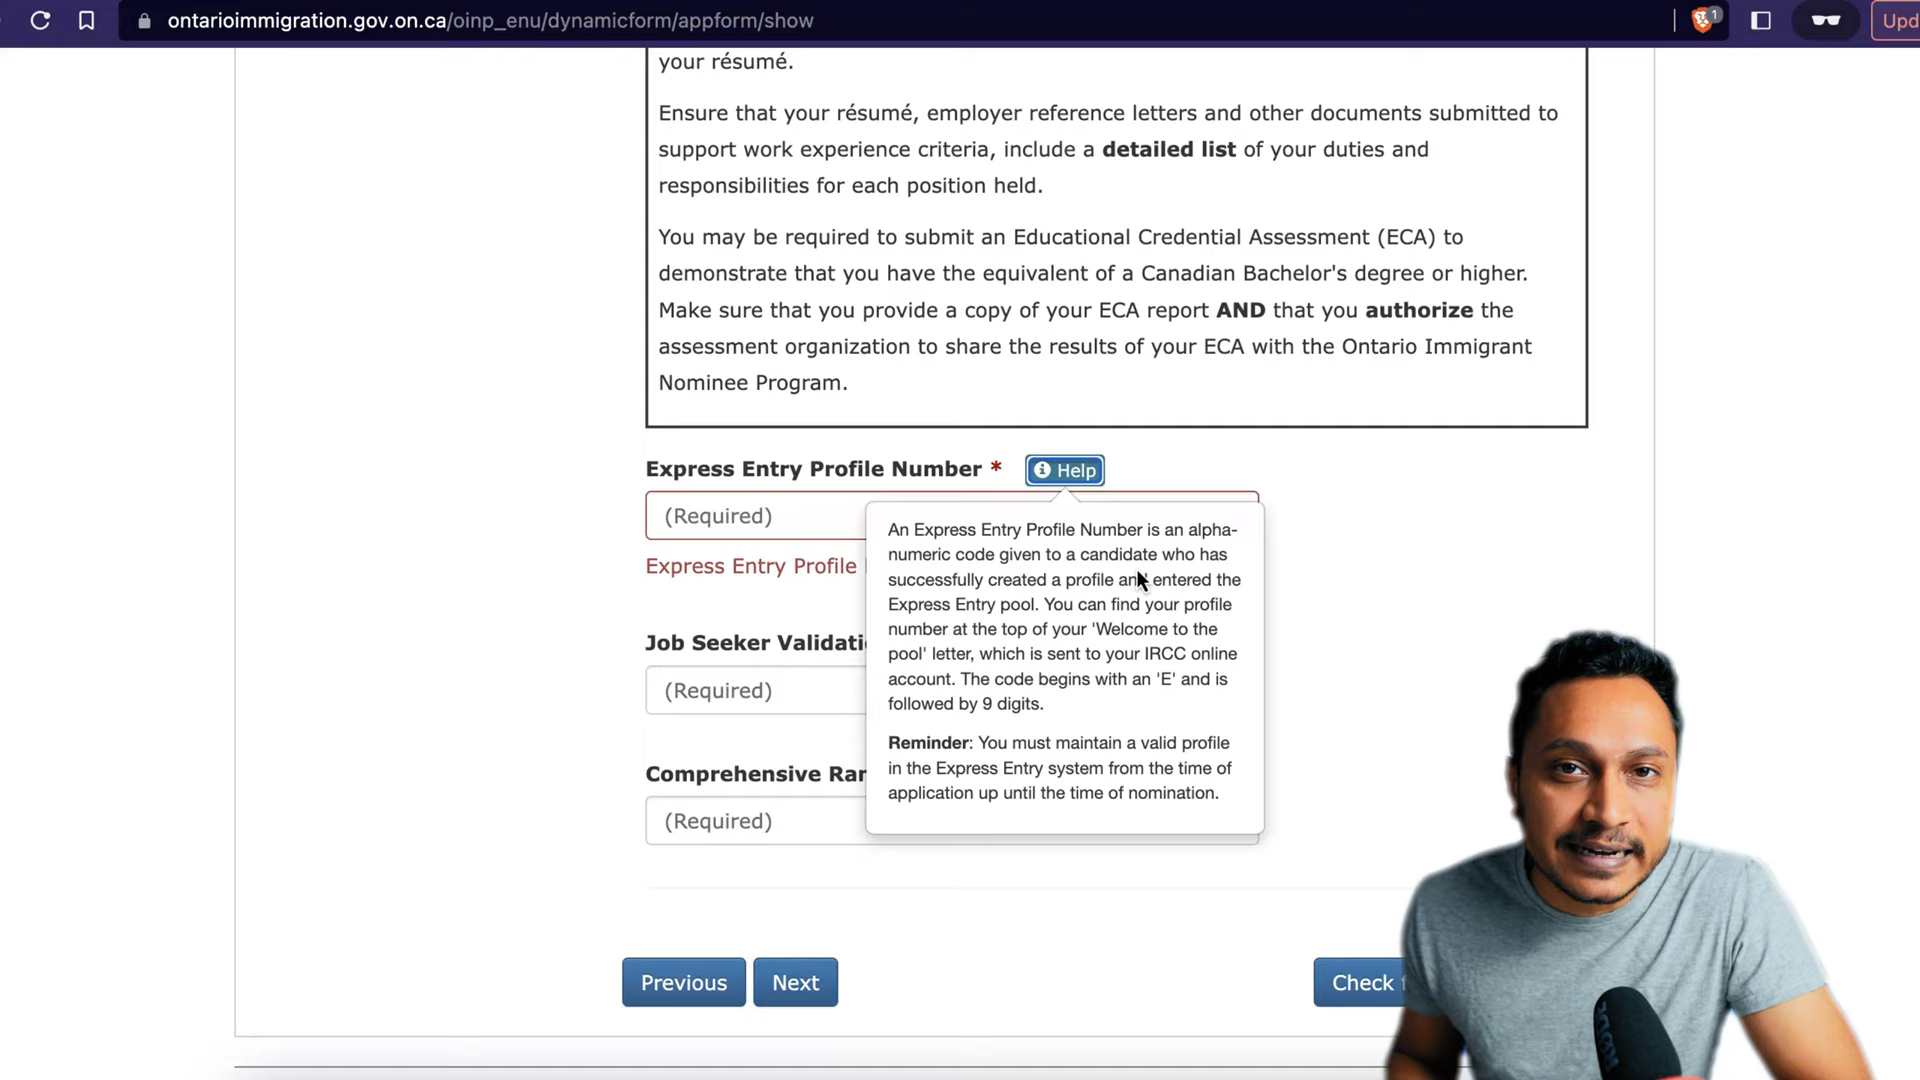 ontarioimmigration.gov.on.ca/oinp_enu/dynamicform/appform/show
1
Upd
your résumé.
Ensure that your résumé, employer reference letters and other documents submitted to
support work experience criteria, include a detailed list of your duties and
responsibilities for each position held.
You may be required to submit an Educational Credential Assessment (ECA) to
demonstrate that you have the equivalent of a Canadian Bachelor's degree or higher.
Make sure that you provide a copy of your ECA report AND that you authorize the
assessment organization to share the results of your ECA with the Ontario Immigrant
Nominee Program.
Express Entry Profile Number * Help
(Required)
Express Entry Profile
An Express Entry Profile Number is an alpha-
numeric code given to a candidate who has
successfully created a profile and entered the
Express Entry pool. You can find your profile
number at the top of your 'Welcome to the
pool' letter, which is sent to your IRCC online
account. The code begins with an 'E' and is
followed by 9 digits.
Reminder: You must maintain a valid profile
in the Express Entry system from the time of
application up until the time of nomination.
Job Seeker Validati
(Required)
Comprehensive Ran
(Required)
Previous
Next
Check f
RODE